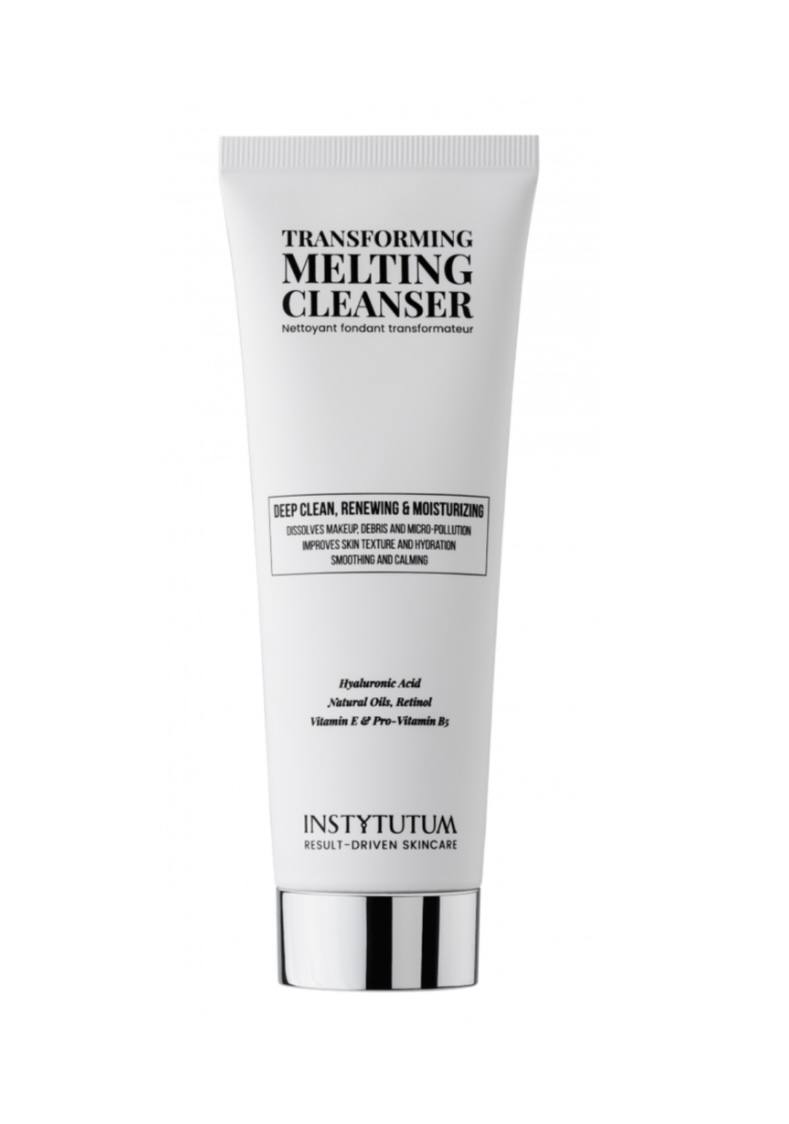 TRANSFORMING
MELTING
CLEANSER
Nettoyant fondant transformateur
DEEP CLEAN, RENEWING & MOISTURIZING
DISSOLVES MAKEUP, DEBRIS AND MICRO-POLLUTION
IMPROVES SKIN TEXTURE AND HYDRATION
SMOOTHING AND CALMING
Hyaluronic Acid
Natural Oils, Retinol
Vitamin E & Pro-Vitamin B5
INSTYTUTUM
RESULT-DRIVEN SKINCARE